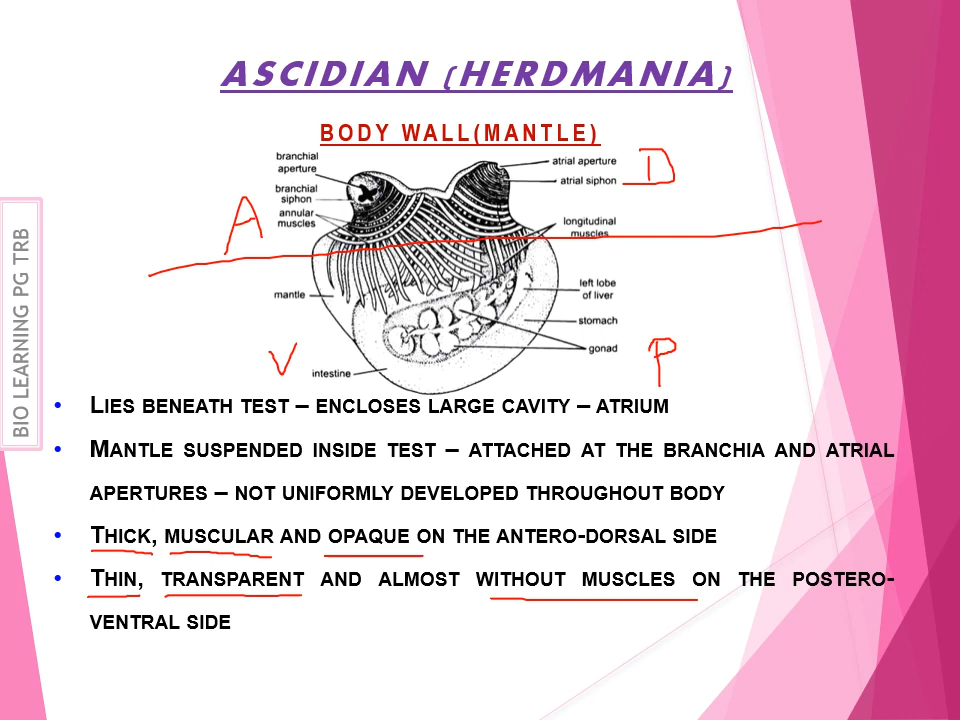 ASCIDIAN (HERDMANIA)
BODY WALL(MANTLE)
branchial
aperture
branchial
siphon
annular
muscles
mantle
intestine
atrial aperture
atrial siphon
longitudinal
muscles
left lobe
of liver
stomach
gonad
A
D
V
P
BIO LEARNING PG TRB
• LIES BENEATH TEST – ENCLOSES LARGE CAVITY – ATRIUM
• MANTLE SUSPENDED INSIDE TEST – ATTACHED AT THE BRANCHIA AND ATRIAL
APERTURES – NOT UNIFORMLY DEVELOPED THROUGHOUT BODY
• THICK, MUSCULAR AND OPAQUE ON THE ANTERO-DORSAL SIDE
• THIN, TRANSPARENT AND ALMOST WITHOUT MUSCLES ON THE POSTERO-
VENTRAL SIDE